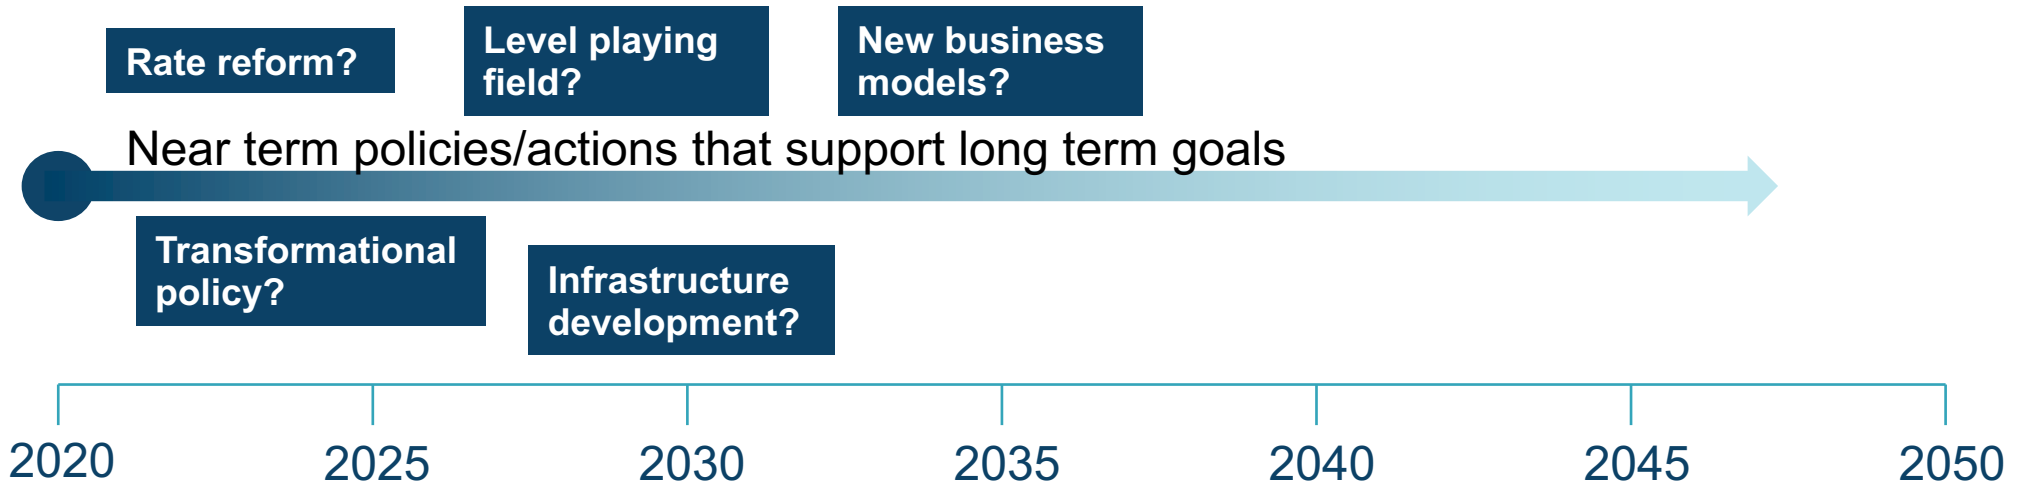 Rate reform?
Level playing
field?
New business
models?
Near term policies/actions that support long term goals
Transformational
policy?
Infrastructure
development?
2020
2025
2030
2035
2040
2045
2050